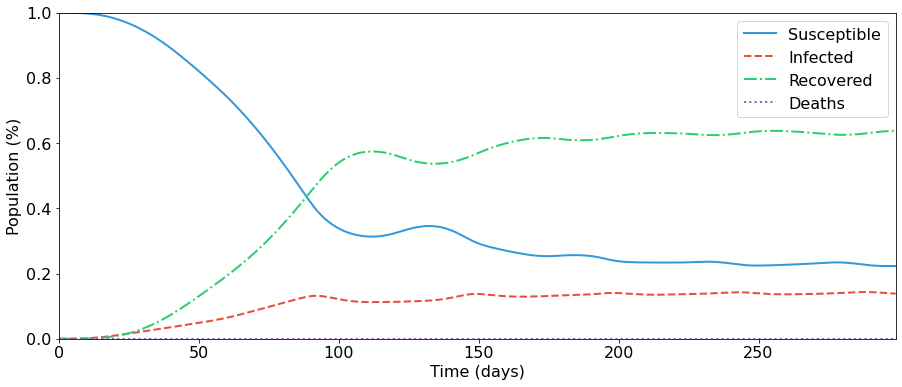 1.0
0.8
0.6
0.4
0.2
0.0
Population (%)
Susceptible
Infected
Recovered
Deaths
0 50 100 150 200 250
Time (days)